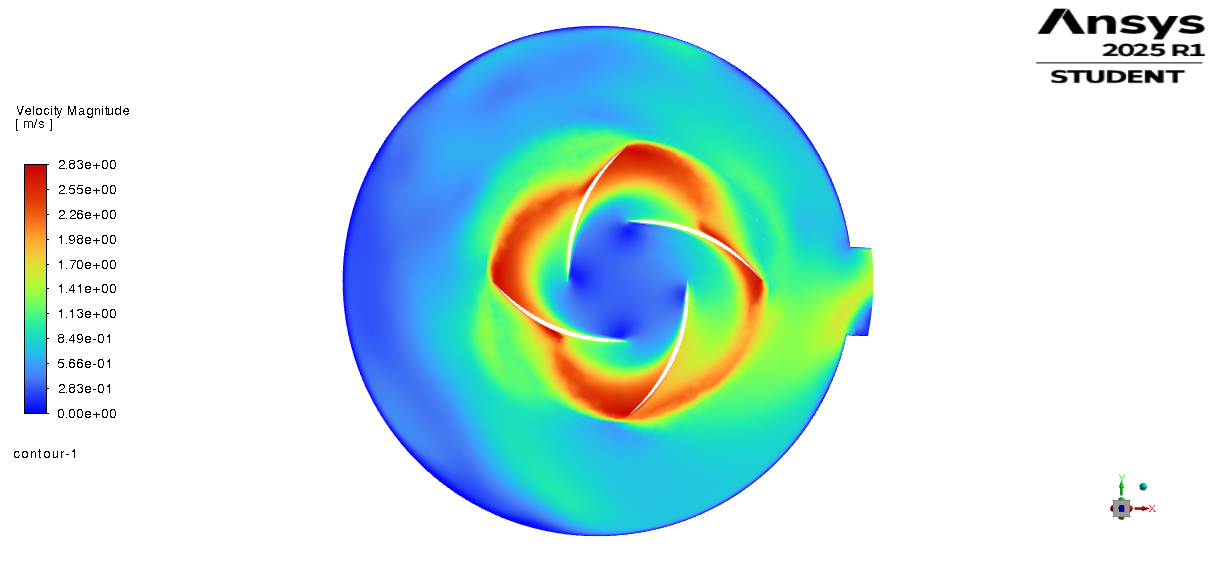 Ansys
2025 R1
STUDENT
Velocity Magnitude
[ m/s ]
2.83e+00
2.55e+00
2.26e+00
1.98e+00
1.70e+00
1.41e+00
1.13e+00
8.49e-01
5.66e-01
2.83e-01
0.00e+00
contour-1
Y
X